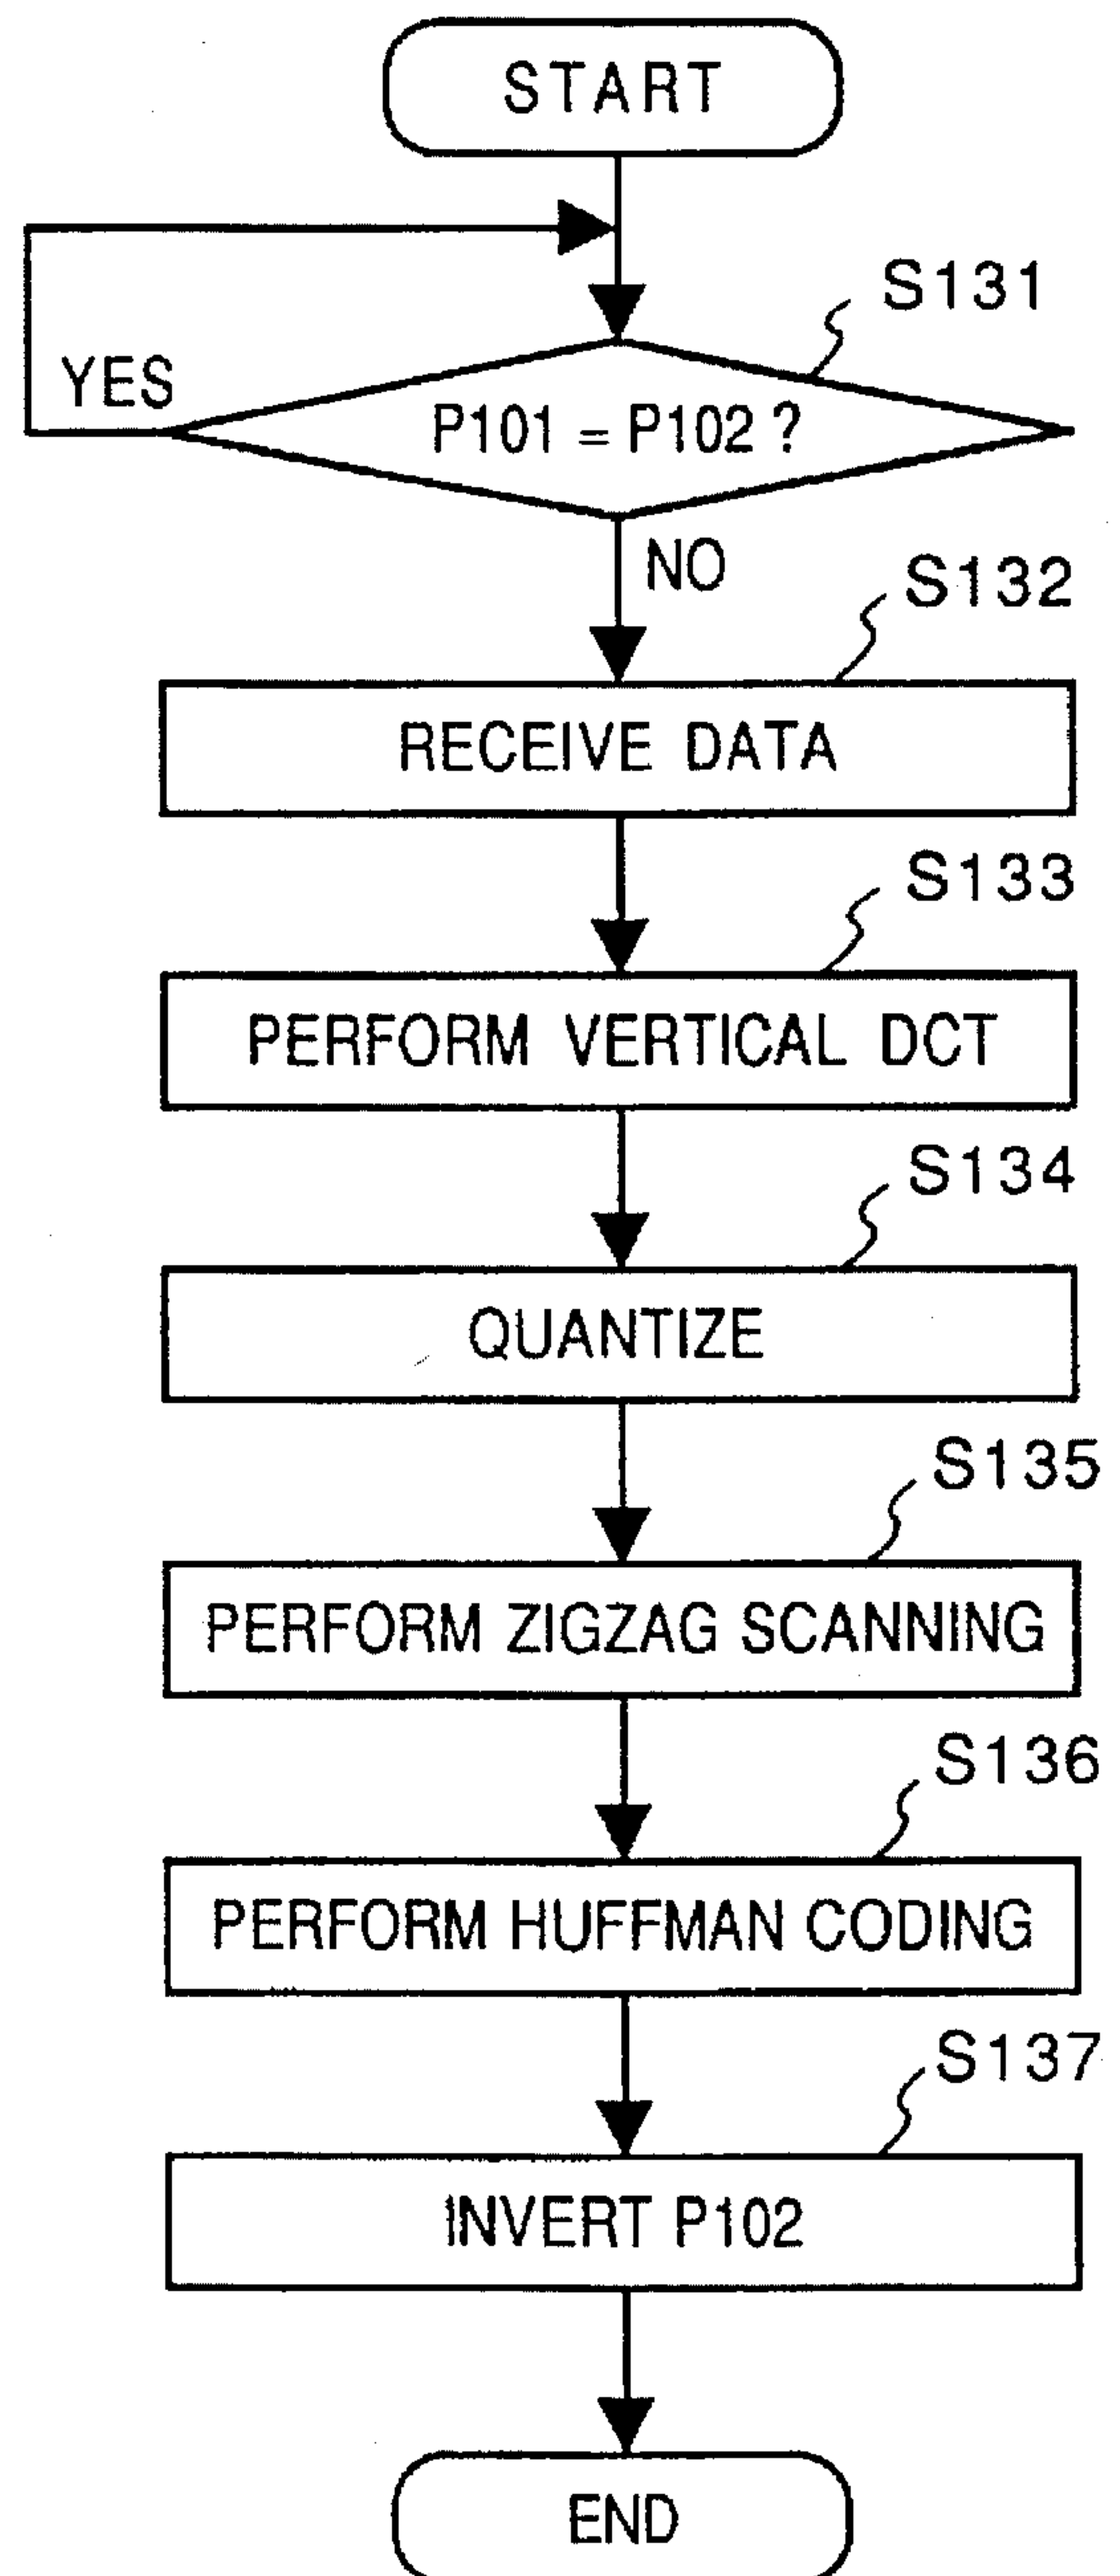 START
S131
YES
P101 = P102 ?
NO
S132
RECEIVE DATA
S133
PERFORM VERTICAL DCT
S134
QUANTIZE
S135
PERFORM ZIGZAG SCANNING
S136
PERFORM HUFFMAN CODING
S137
INVERT P102
END